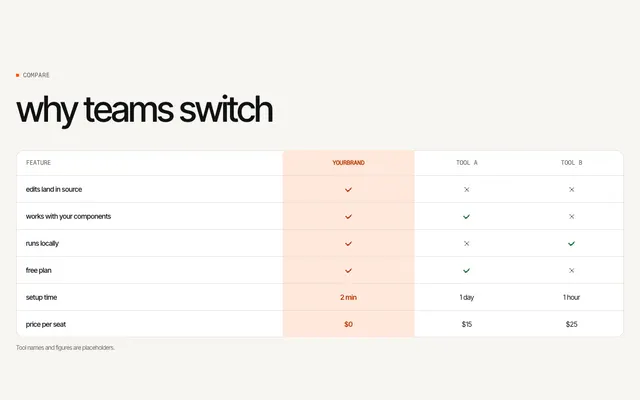 COMPARE
why teams switch
FEATURE YOURBRAND TOOL A TOOL B
edits land in source ✓ × ×
works with your components ✓ ✓ ×
runs locally ✓ × ✓
free plan ✓ ✓ ×
setup time 2 min 1 day 1 hour
price per seat $0 $15 $25
Tool names and figures are placeholders.